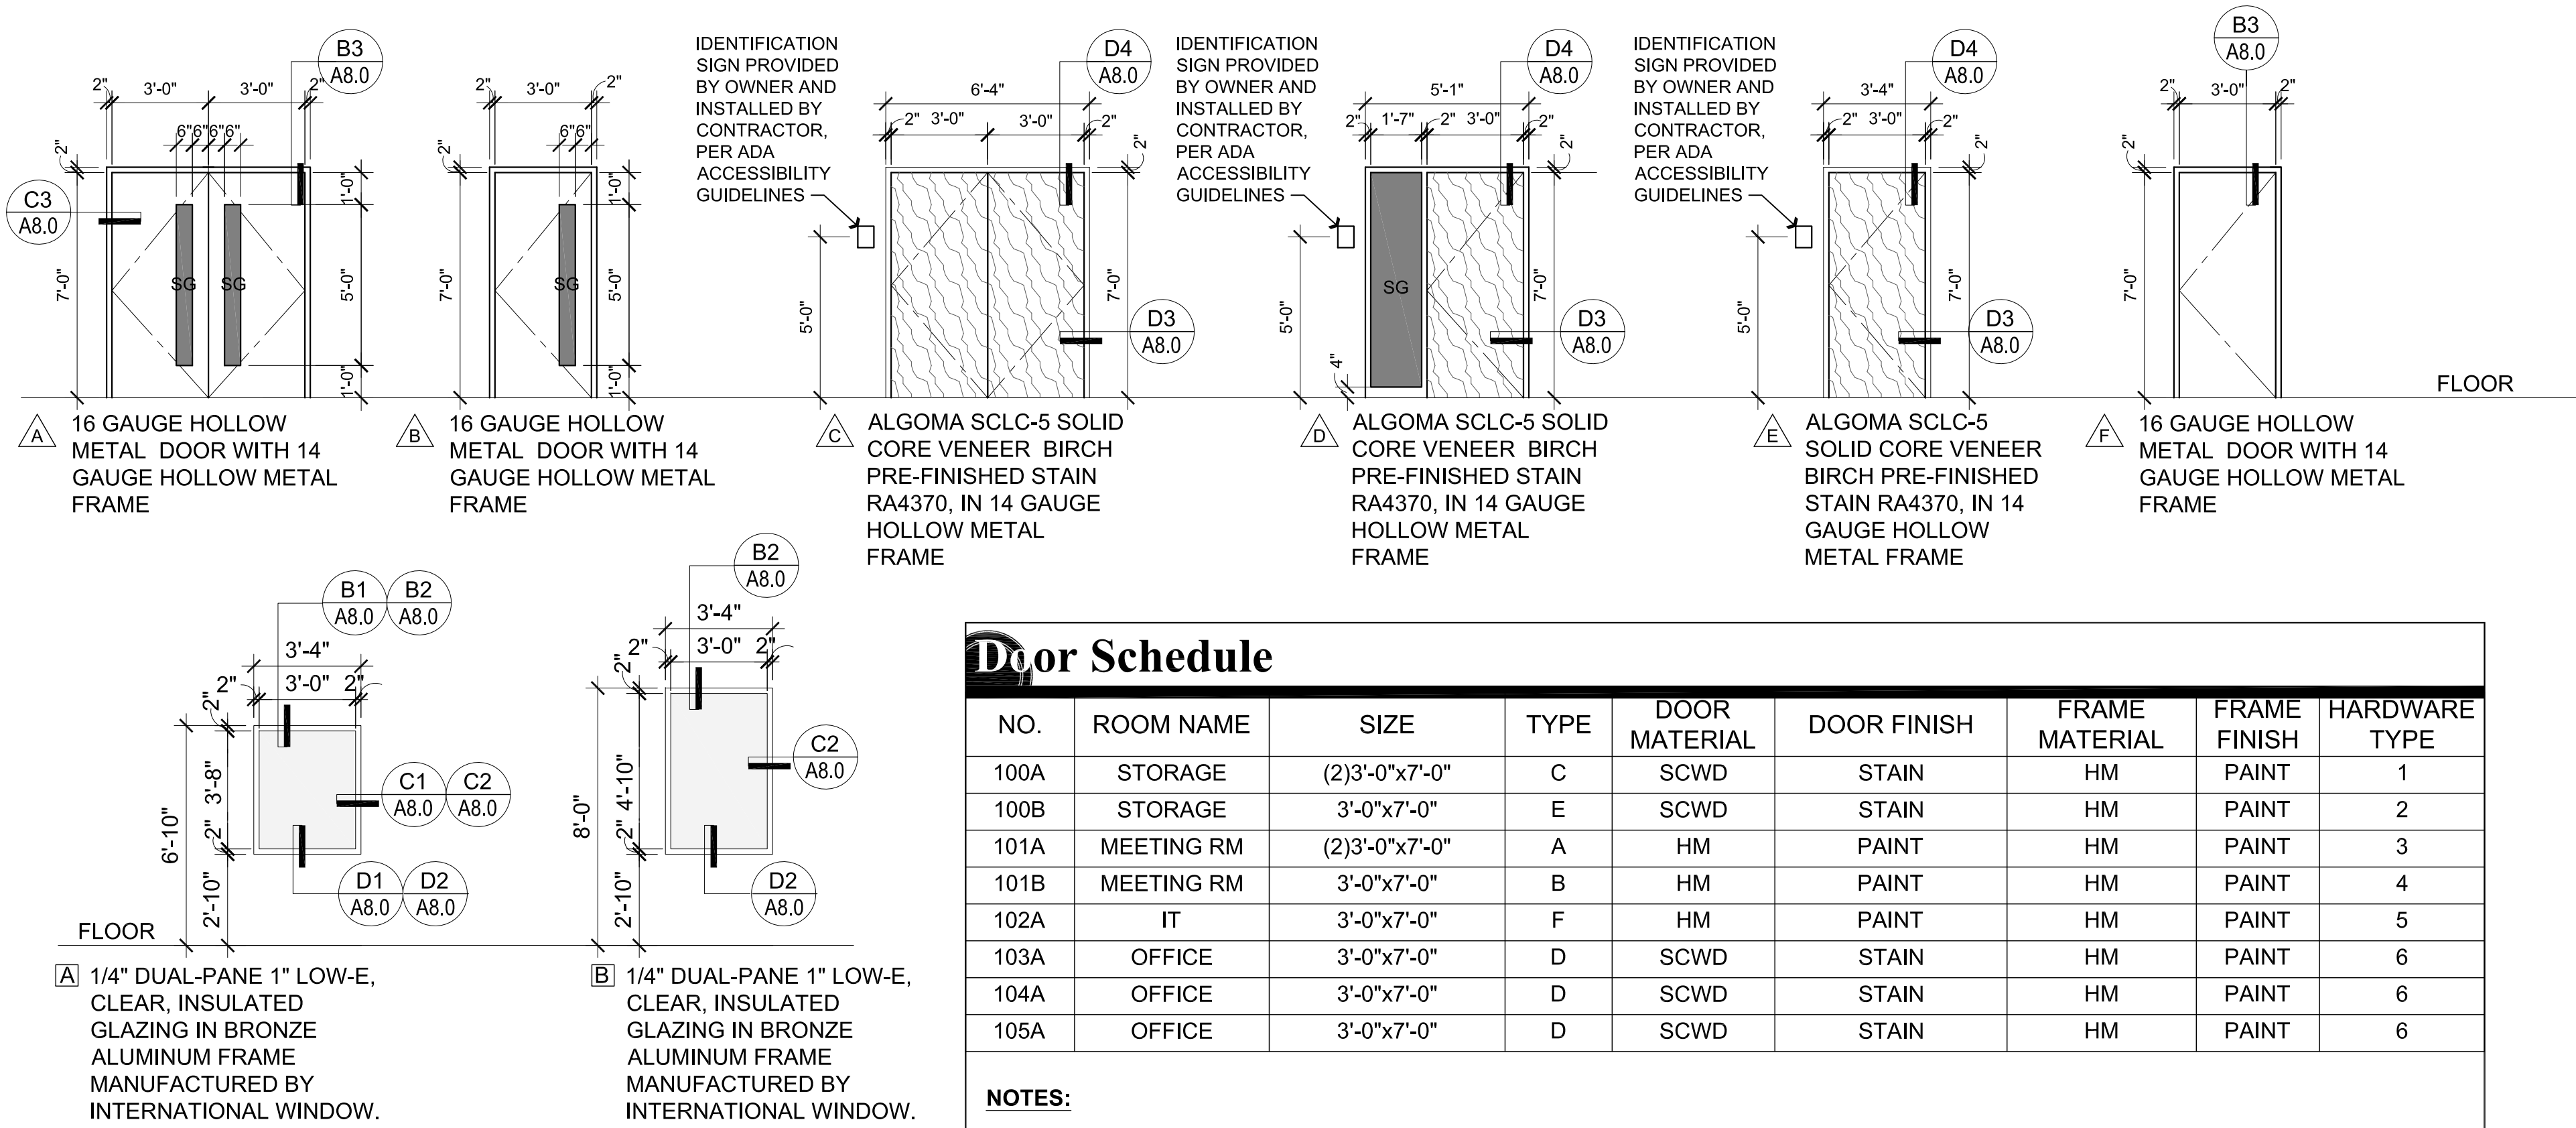 B3
A8.0
2" 3'-0" 3'-0" 2"
6" 6" 6" 6"
2"
1'-0"
C3
A8.0
7'-0"
SG SG
5'-0"
1'-0"
A 16 GAUGE HOLLOW
METAL DOOR WITH 14
GAUGE HOLLOW METAL
FRAME
2" 3'-0" 2"
6" 6"
2"
1'-0"
7'-0"
SG
5'-0"
1'-0"
B 16 GAUGE HOLLOW
METAL DOOR WITH 14
GAUGE HOLLOW METAL
FRAME
IDENTIFICATION
SIGN PROVIDED
BY OWNER AND
INSTALLED BY
CONTRACTOR,
PER ADA
ACCESSIBILITY
GUIDELINES
D4
A8.0
6'-4"
2" 3'-0" 3'-0" 2"
2"
5'-0"
7'-0"
D3
A8.0
C ALGOMA SCLC-5 SOLID
CORE VENEER BIRCH
PRE-FINISHED STAIN
RA4370, IN 14 GAUGE
HOLLOW METAL
FRAME
IDENTIFICATION
SIGN PROVIDED
BY OWNER AND
INSTALLED BY
CONTRACTOR,
PER ADA
ACCESSIBILITY
GUIDELINES
D4
A8.0
5'-1"
2" 1'-7" 2" 3'-0" 2"
2"
SG
5'-0"
7'-0"
4"
D3
A8.0
D ALGOMA SCLC-5 SOLID
CORE VENEER BIRCH
PRE-FINISHED STAIN
RA4370, IN 14 GAUGE
HOLLOW METAL
FRAME
IDENTIFICATION
SIGN PROVIDED
BY OWNER AND
INSTALLED BY
CONTRACTOR,
PER ADA
ACCESSIBILITY
GUIDELINES
D4
A8.0
3'-4"
2" 3'-0" 2"
2"
5'-0"
7'-0"
D3
A8.0
E ALGOMA SCLC-5
SOLID CORE VENEER
BIRCH PRE-FINISHED
STAIN RA4370, IN 14
GAUGE HOLLOW
METAL FRAME
B3
A8.0
2" 3'-0" 2"
2"
7'-0"
FLOOR
F 16 GAUGE HOLLOW
METAL DOOR WITH 14
GAUGE HOLLOW METAL
FRAME
B1 B2
A8.0 A8.0
3'-4"
2" 3'-0" 2"
2"
3'-8"
6'-10"
2"
2'-10"
C1 C2
A8.0 A8.0
D1 D2
A8.0 A8.0
FLOOR
A 1/4" DUAL-PANE 1" LOW-E,
CLEAR, INSULATED
GLAZING IN BRONZE
ALUMINUM FRAME
MANUFACTURED BY
INTERNATIONAL WINDOW.
B2
A8.0
3'-4"
2" 3'-0" 2"
2"
4'-10"
8'-0"
2"
2'-10"
C2
A8.0
D2
A8.0
B 1/4" DUAL-PANE 1" LOW-E,
CLEAR, INSULATED
GLAZING IN BRONZE
ALUMINUM FRAME
MANUFACTURED BY
INTERNATIONAL WINDOW.
Door Schedule
NO. ROOM NAME SIZE TYPE DOOR MATERIAL DOOR FINISH FRAME MATERIAL FRAME FINISH HARDWARE TYPE
100A STORAGE (2)3'-0"x7'-0" C SCWD STAIN HM PAINT 1
100B STORAGE 3'-0"x7'-0" E SCWD STAIN HM PAINT 2
101A MEETING RM (2)3'-0"x7'-0" A HM PAINT HM PAINT 3
101B MEETING RM 3'-0"x7'-0" B HM PAINT HM PAINT 4
102A IT 3'-0"x7'-0" F HM PAINT HM PAINT 5
103A OFFICE 3'-0"x7'-0" D SCWD STAIN HM PAINT 6
104A OFFICE 3'-0"x7'-0" D SCWD STAIN HM PAINT 6
105A OFFICE 3'-0"x7'-0" D SCWD STAIN HM PAINT 6
NOTES: